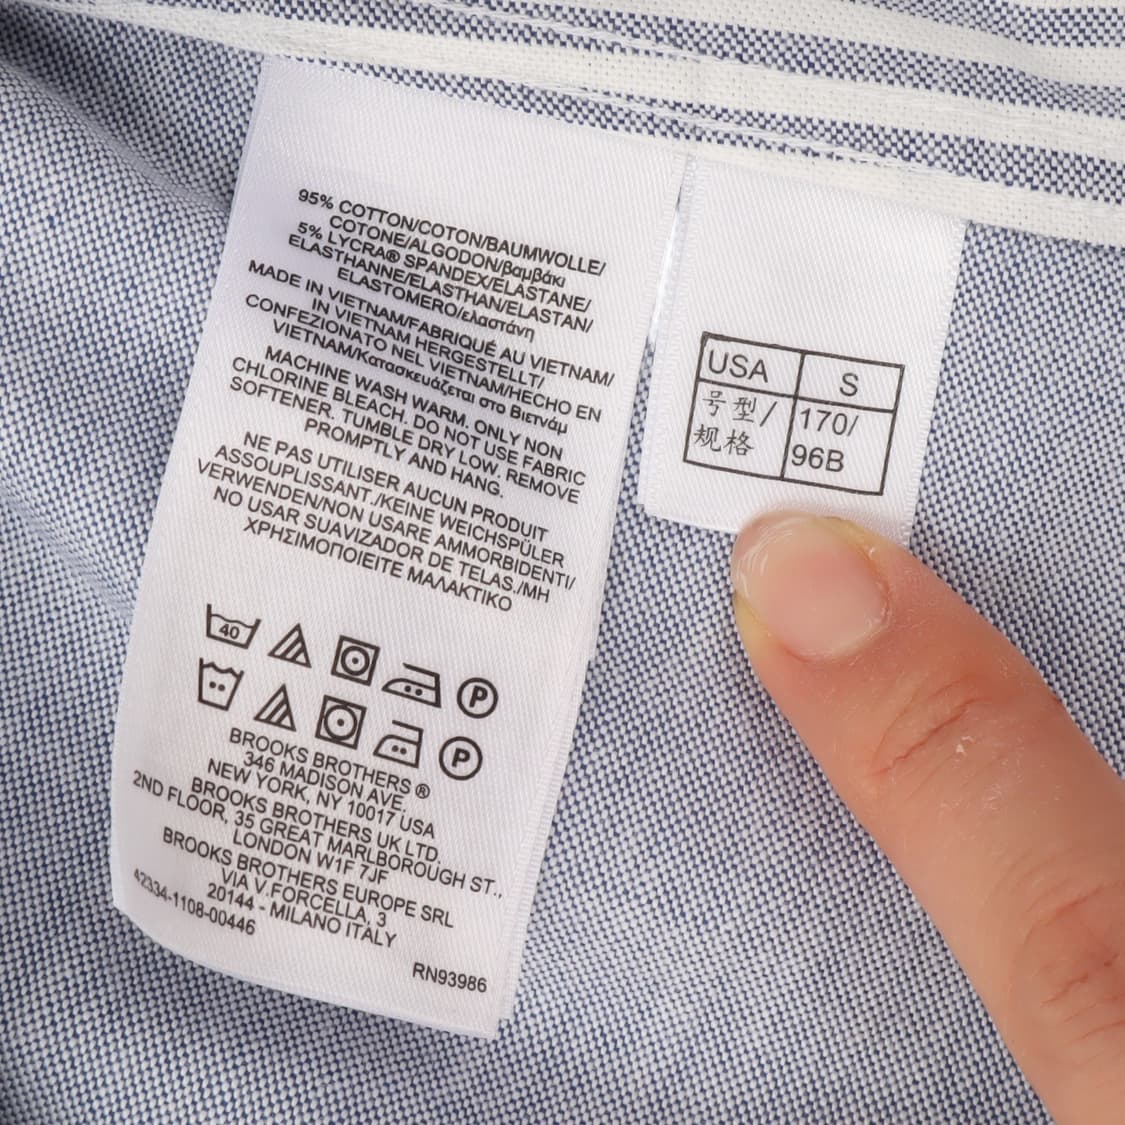 95% COTTON/COTON/BAUMWOLLE/
COTONE/ALGODON/βαμβάκι
5% LYCRA® SPANDEX/ELASTANE/
ELASTHANNE/ELASTHAN/ELASTAN/
ELASTOMERO/ελαστάνη
MADE IN VIETNAM/FABRIQUÉ AU VIETNAM/
IN VIETNAM HERGESTELLT/
CONFEZIONATO NEL VIETNAM/HECHO EN
VIETNAM/Κατασκευάζεται στο Βιετνάμ
MACHINE WASH WARM. ONLY NON
CHLORINE BLEACH. DO NOT USE FABRIC
SOFTENER. TUMBLE DRY LOW. REMOVE
PROMPTLY AND HANG.
NE PAS UTILISER AUCUN PRODUIT
ASSOUPLISSANT./KEINE WEICHSPÜLER
VERWENDEN/NON USARE AMMORBIDENTI/
NO USAR SUAVIZADOR DE TELAS./ΜΗ
ΧΡΗΣΙΜΟΠΟΙΕΙΤΕ ΜΑΛΑΚΤΙΚΟ
40 P
P
BROOKS BROTHERS ®
346 MADISON AVE.
NEW YORK, NY 10017 USA
BROOKS BROTHERS UK LTD.
2ND FLOOR, 35 GREAT MARLBOROUGH ST.,
LONDON W1F 7JF
BROOKS BROTHERS EUROPE SRL
VIA V.FORCELLA, 3
20144 - MILANO ITALY
42334-1108-00446
RN93986
USA S
号型/ 170/
规格 96B